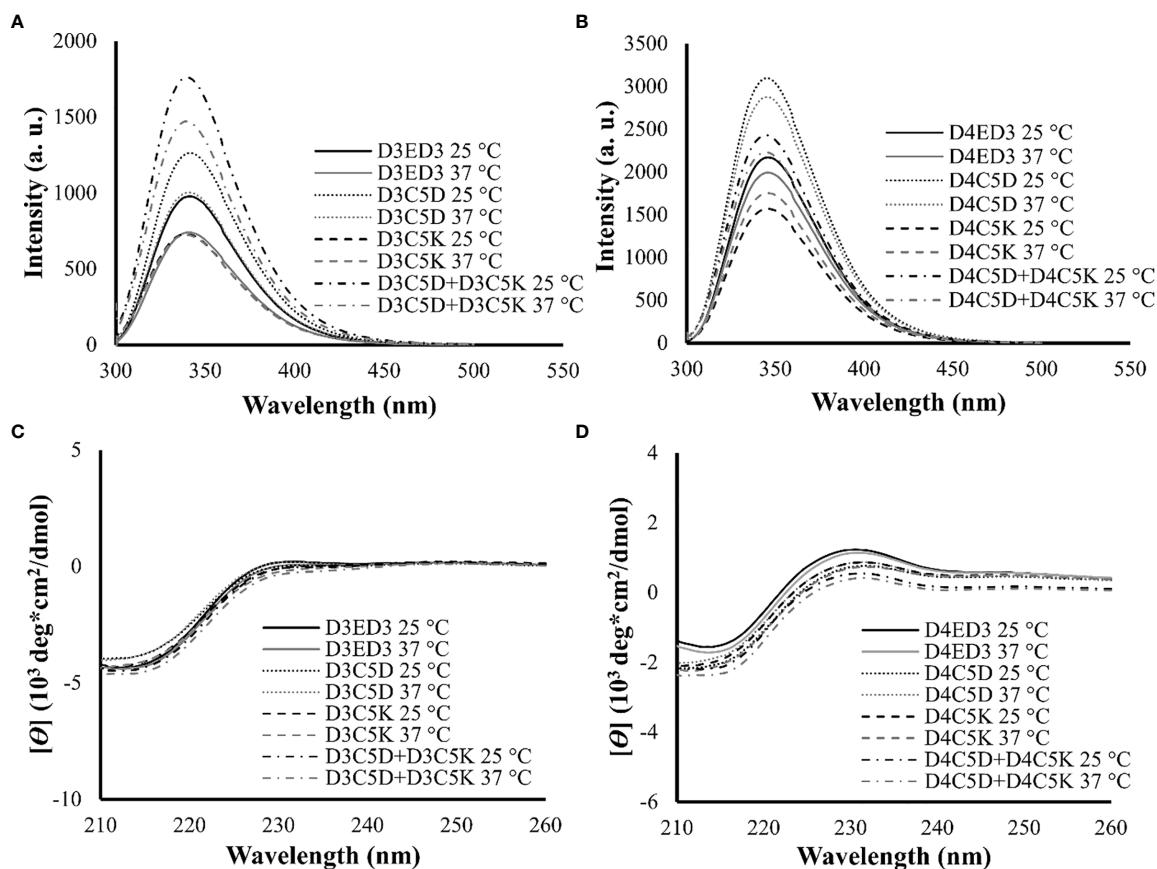 A
2000
1500
1000
500
0
Intensity (a. u.)
D3ED3 25 °C
D3ED3 37 °C
D3C5D 25 °C
D3C5D 37 °C
D3C5K 25 °C
D3C5K 37 °C
D3C5D+D3C5K 25 °C
D3C5D+D3C5K 37 °C
300 350 400 450 500 550
Wavelength (nm)
B
3500
3000
2500
2000
1500
1000
500
0
Intensity (a. u.)
D4ED3 25 °C
D4ED3 37 °C
D4C5D 25 °C
D4C5D 37 °C
D4C5K 25 °C
D4C5K 37 °C
D4C5D+D4C5K 25 °C
D4C5D+D4C5K 37 °C
300 350 400 450 500 550
Wavelength (nm)
C
5
0
-5
-10
[Θ] (10³ deg*cm²/dmol)
D3ED3 25 °C
D3ED3 37 °C
D3C5D 25 °C
D3C5D 37 °C
D3C5K 25 °C
D3C5K 37 °C
D3C5D+D3C5K 25 °C
D3C5D+D3C5K 37 °C
210 220 230 240 250 260
Wavelength (nm)
D
4
2
0
-2
-4
-6
[Θ] (10³ deg*cm²/dmol)
D4ED3 25 °C
D4ED3 37 °C
D4C5D 25 °C
D4C5D 37 °C
D4C5K 25 °C
D4C5K 37 °C
D4C5D+D4C5K 25 °C
D4C5D+D4C5K 37 °C
210 220 230 240 250 260
Wavelength (nm)